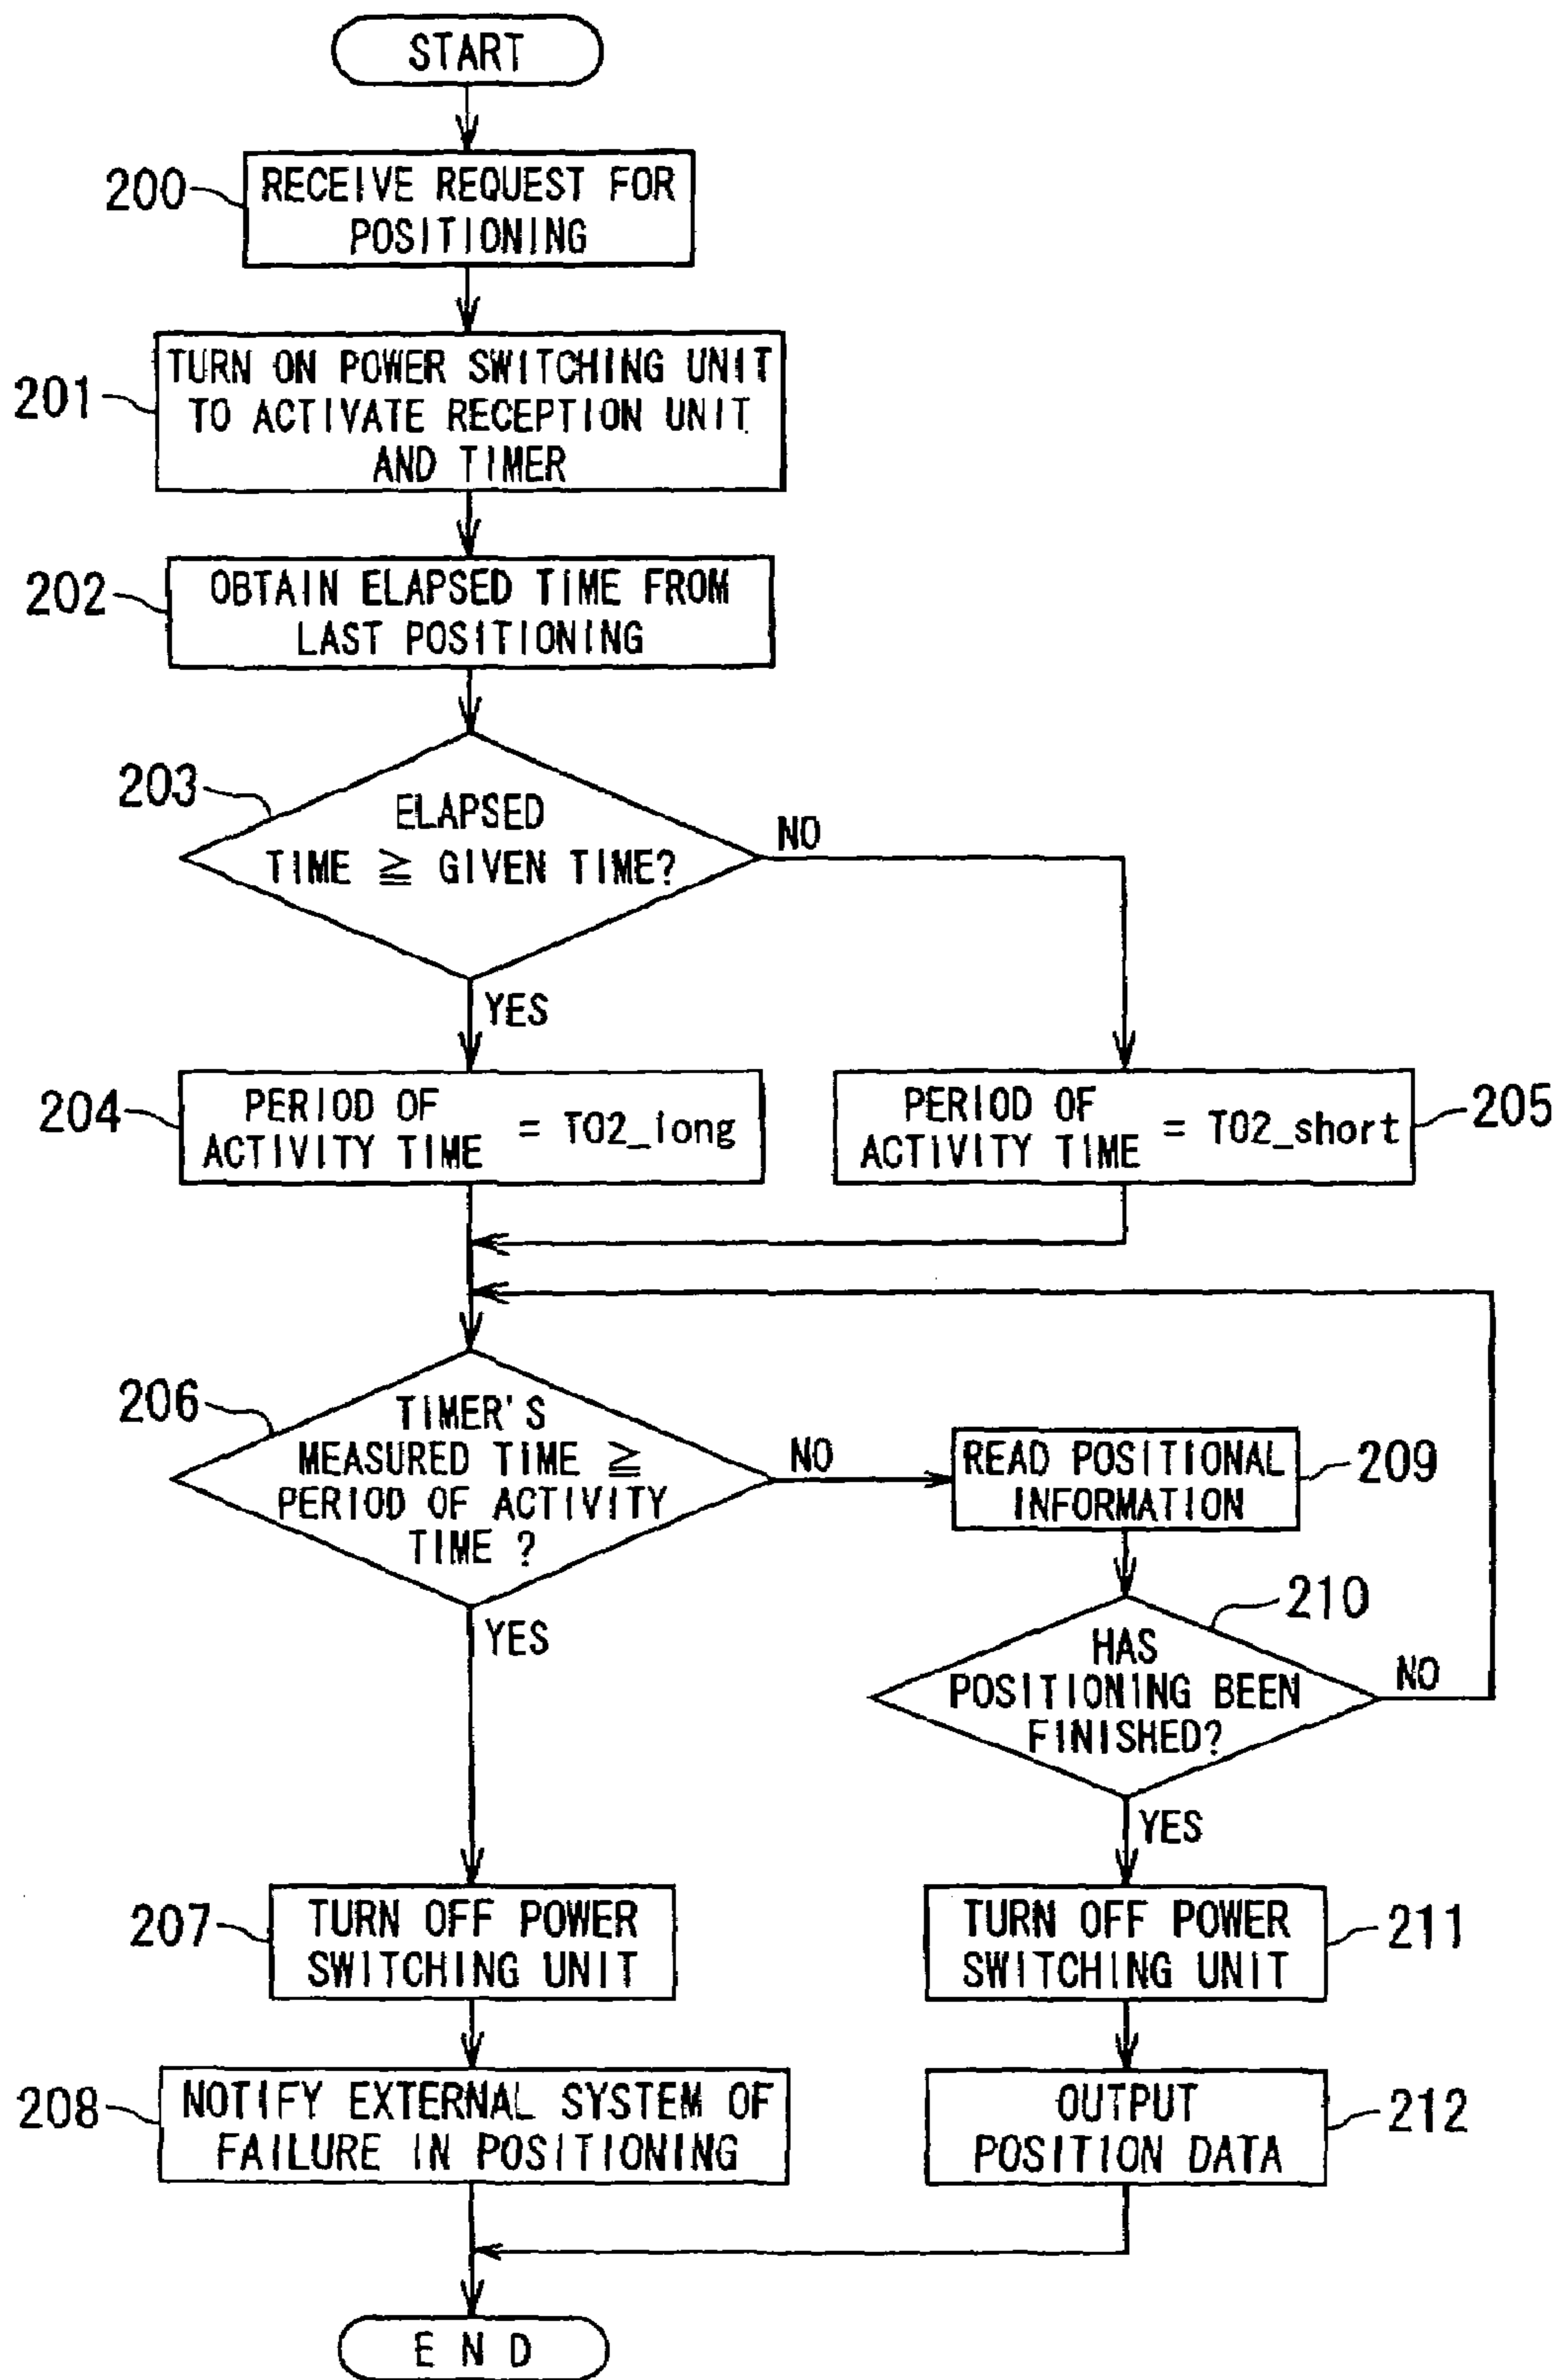 START
200
RECEIVE REQUEST FOR
POSITIONING
201
TURN ON POWER SWITCHING UNIT
TO ACTIVATE RECEPTION UNIT
AND TIMER
202
OBTAIN ELAPSED TIME FROM
LAST POSITIONING
203
ELAPSED
TIME ≧ GIVEN TIME?
NO
YES
204
PERIOD OF
ACTIVITY TIME = T02_long
PERIOD OF
ACTIVITY TIME = T02_short
205
206
TIMER'S
MEASURED TIME ≧
PERIOD OF ACTIVITY
TIME ?
NO
YES
READ POSITIONAL
INFORMATION
209
210
HAS
POSITIONING BEEN
FINISHED?
NO
YES
207
TURN OFF POWER
SWITCHING UNIT
TURN OFF POWER
SWITCHING UNIT
211
208
NOTIFY EXTERNAL SYSTEM OF
FAILURE IN POSITIONING
OUTPUT
POSITION DATA
212
END